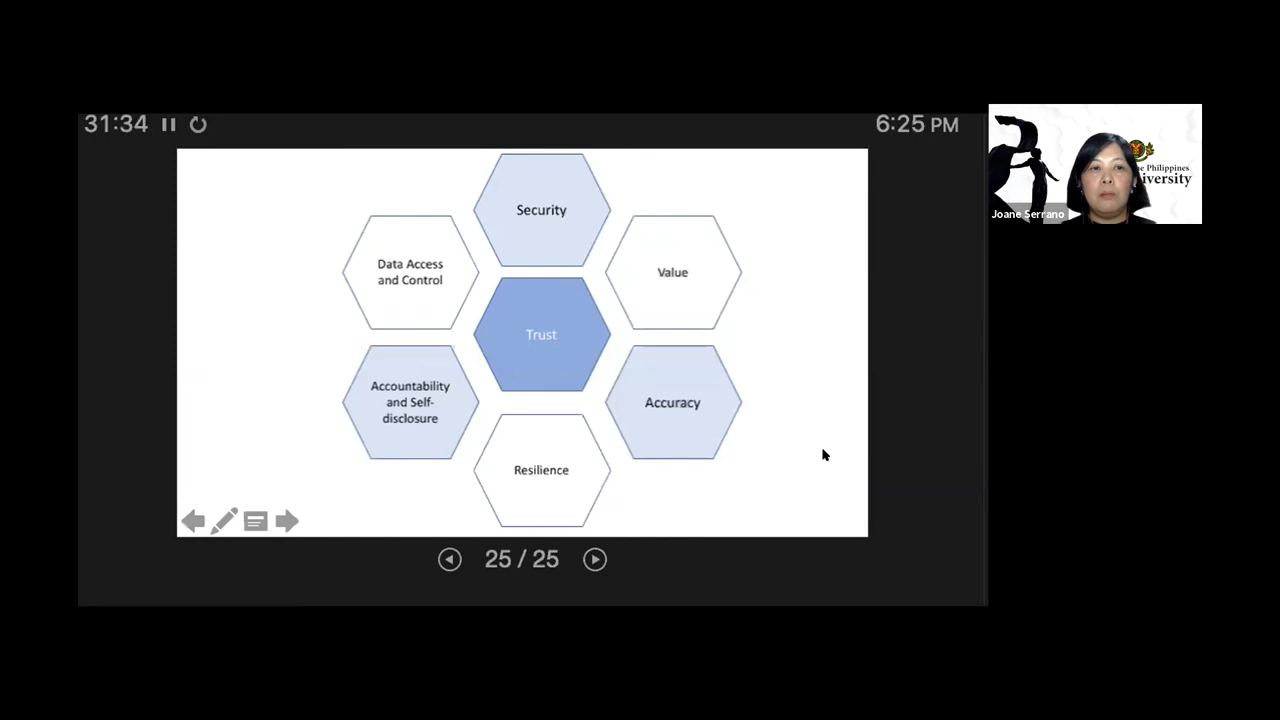 31:34
6:25 PM
Security
Data Access
and Control
Value
Trust
Accountability
and Self-
disclosure
Accuracy
Resilience
25 / 25
Philippines
Joane Serrano